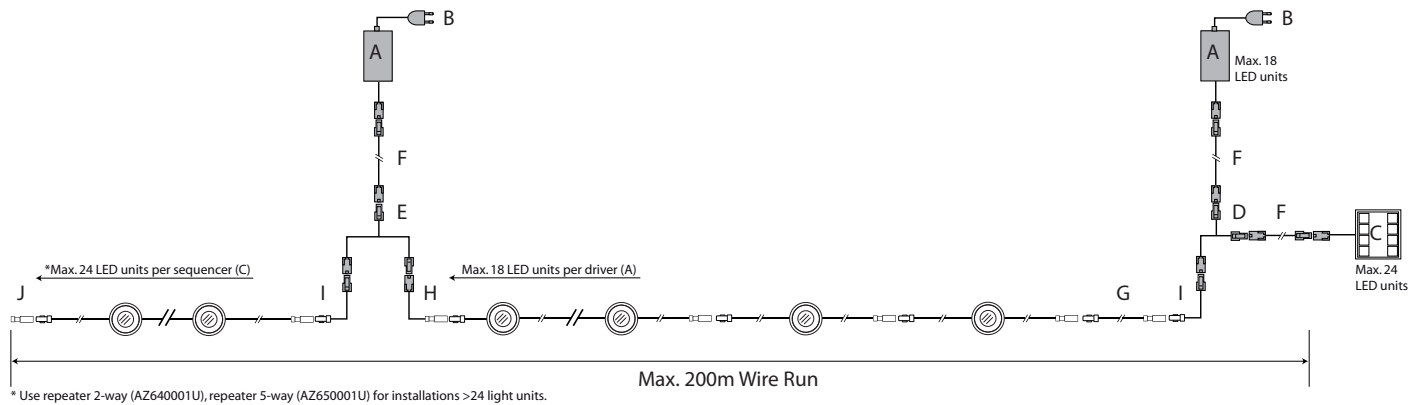 B
B
A
A
Max. 18
LED units
F
F
E
D
F
C
*Max. 24 LED units per sequencer (C)
Max. 18 LED units per driver (A)
Max. 24
LED units
J
I
H
G
I
Max. 200m Wire Run
* Use repeater 2-way (AZ640001U), repeater 5-way (AZ650001U) for installations >24 light units.